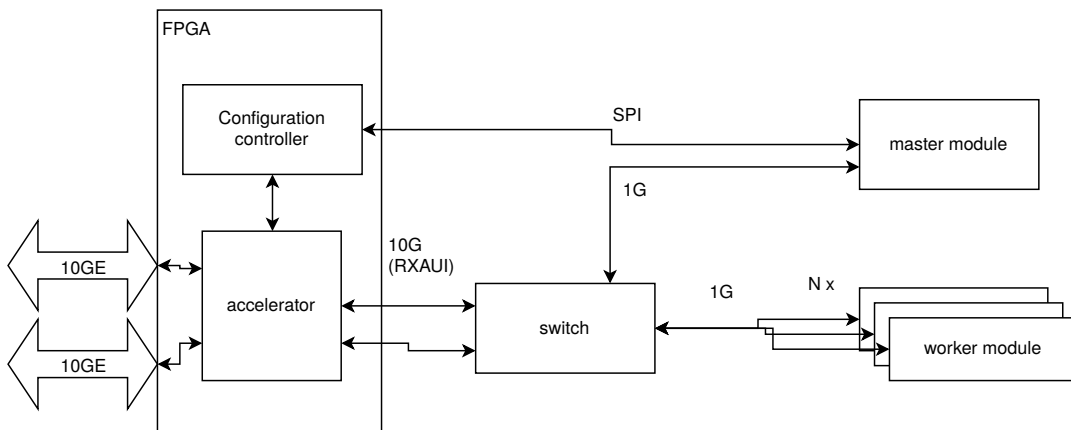 FPGA
Configuration
controller
SPI
master module
1G
10G
(RXAUI)
10GE
accelerator
1G
N x
switch
worker module
10GE